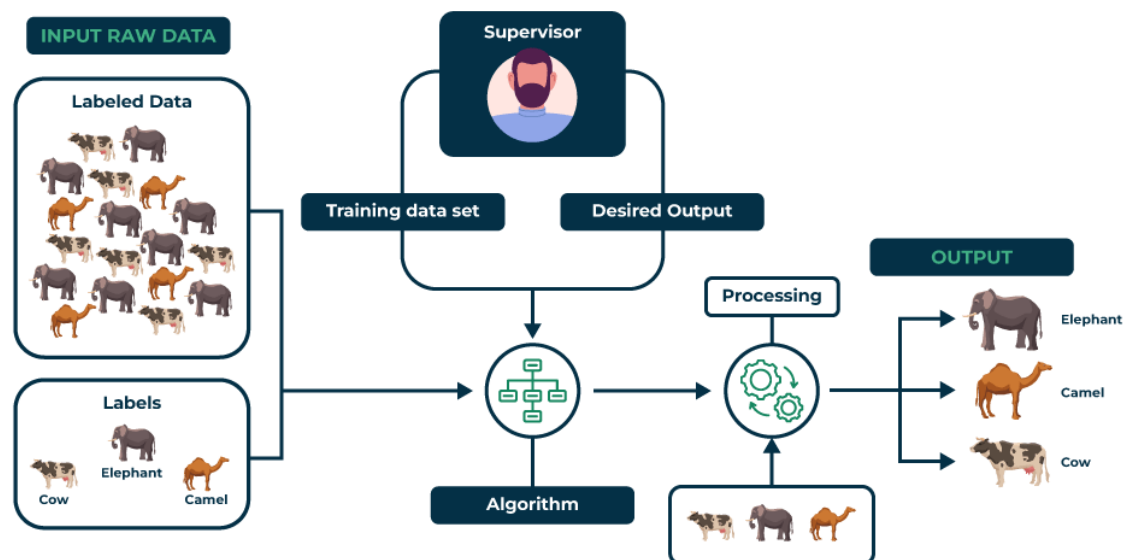 INPUT RAW DATA
Labeled Data
Labels
Elephant
Cow
Camel
Supervisor
Training data set
Desired Output
Algorithm
Processing
OUTPUT
Elephant
Camel
Cow